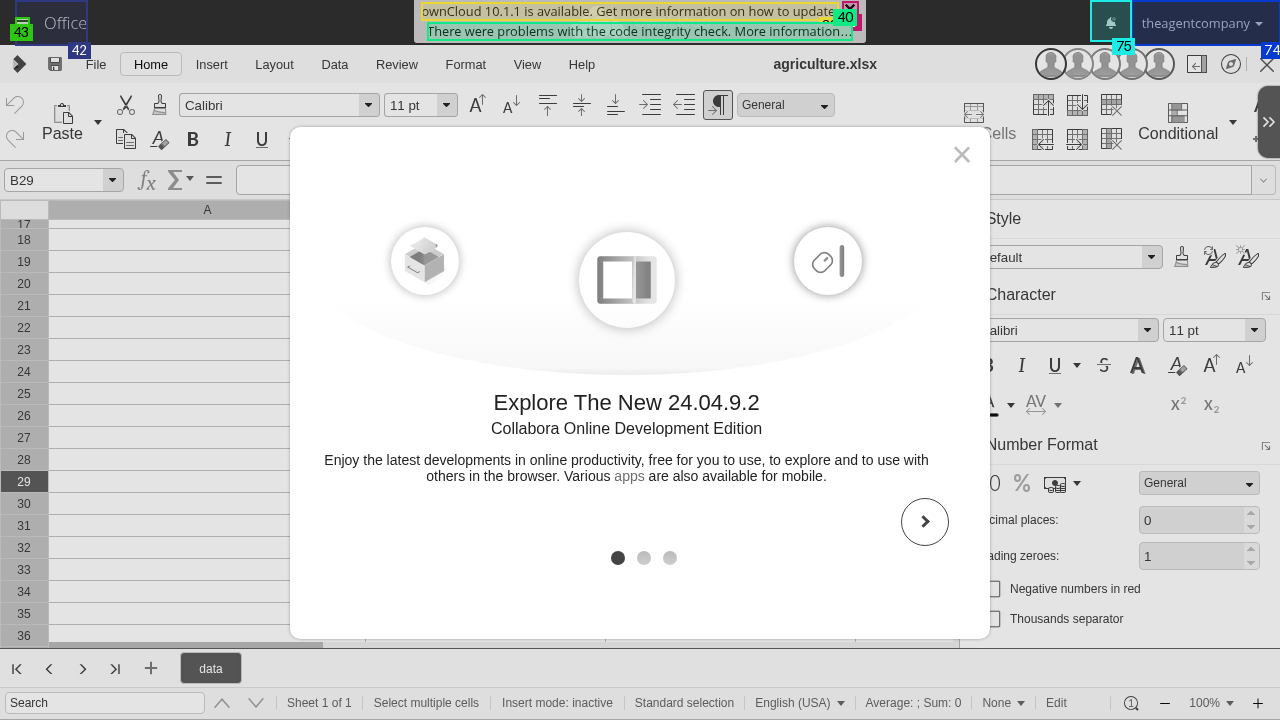 ownCloud 10.1.1 is available. Get more information on how to update
40
There were problems with the code integrity check. More information...
43
Office
42
75
theagentcompany
74
File Home Insert Layout Data Review Format View Help
agriculture.xlsx
Calibri
11 pt
General
Paste
B I U
Cells
Conditional
B29
A
17
18
19
20
21
22
23
24
25
26
27
28
29
30
31
32
33
34
35
36
Explore The New 24.04.9.2
Collabora Online Development Edition
Enjoy the latest developments in online productivity, free for you to use, to explore and to use with
others in the browser. Various apps are also available for mobile.
Style
efault
Character
alibri
11 pt
Number Format
General
cimal places:
0
ading zeroes:
1
Negative numbers in red
Thousands separator
data
Search
Sheet 1 of 1
Select multiple cells
Insert mode: inactive
Standard selection
English (USA)
Average: ; Sum: 0
None
Edit
100%